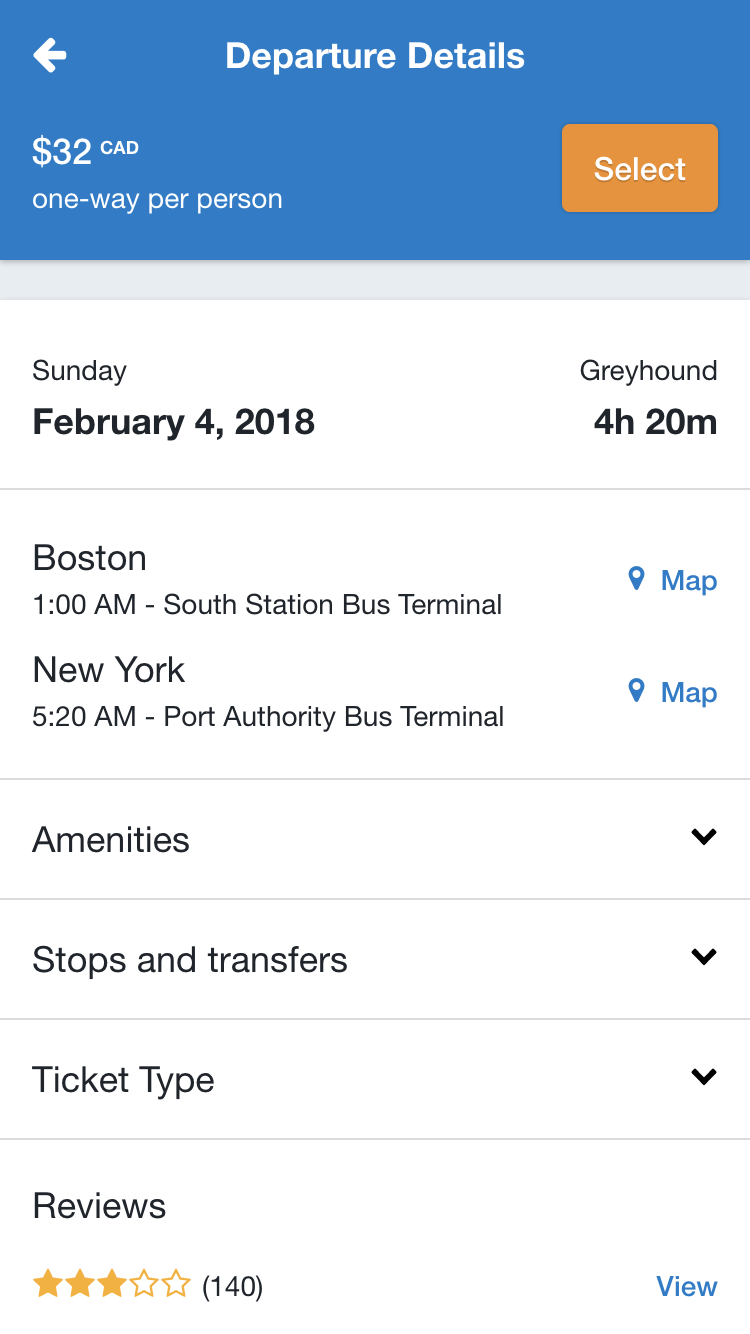 Departure Details
$32 CAD
one-way per person
Select
Sunday
Greyhound
February 4, 2018
4h 20m
Boston
1:00 AM - South Station Bus Terminal
Map
New York
5:20 AM - Port Authority Bus Terminal
Map
Amenities
Stops and transfers
Ticket Type
Reviews
(140)
View